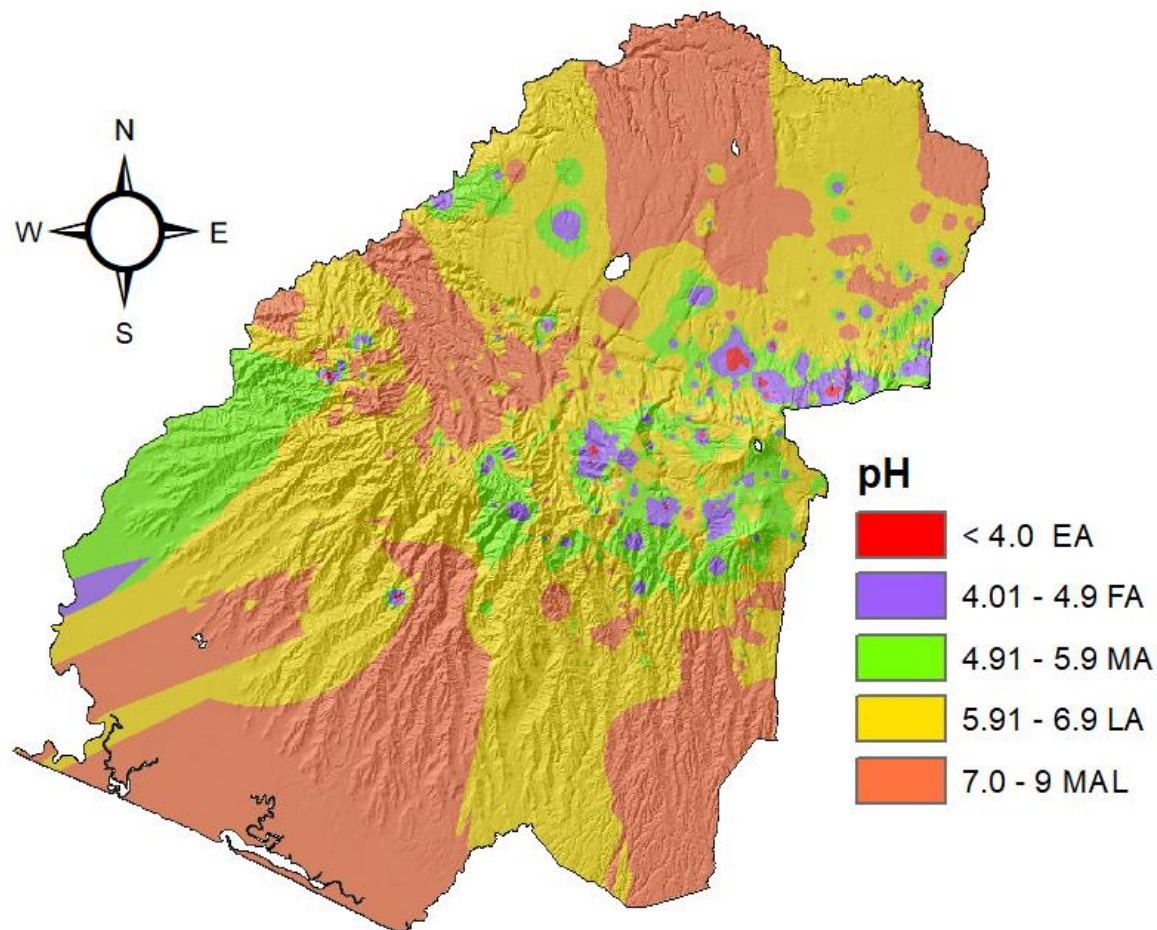 N
W E
S
pH
< 4.0 EA
4.01 - 4.9 FA
4.91 - 5.9 MA
5.91 - 6.9 LA
7.0 - 9 MAL